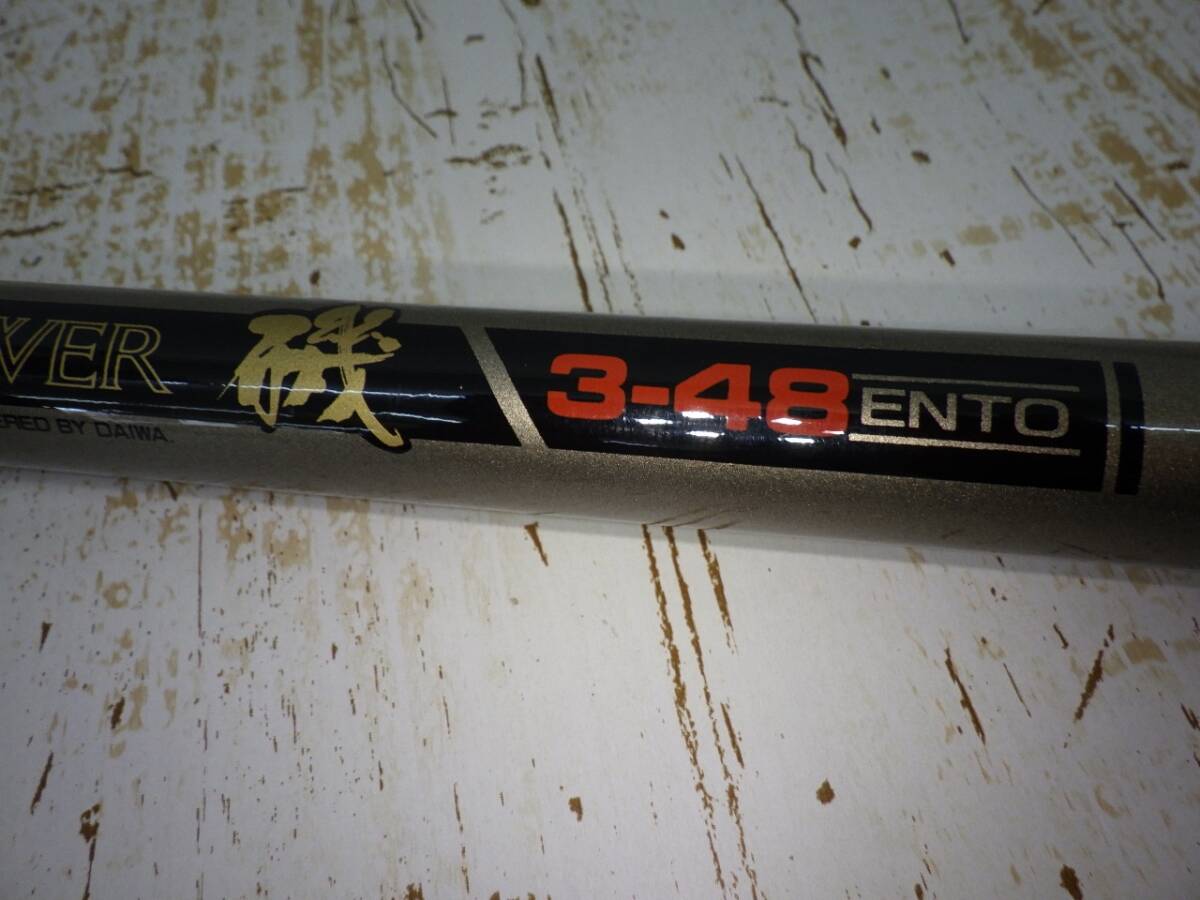 VER 磯 3-48 ENTO
ERED BY DAIWA